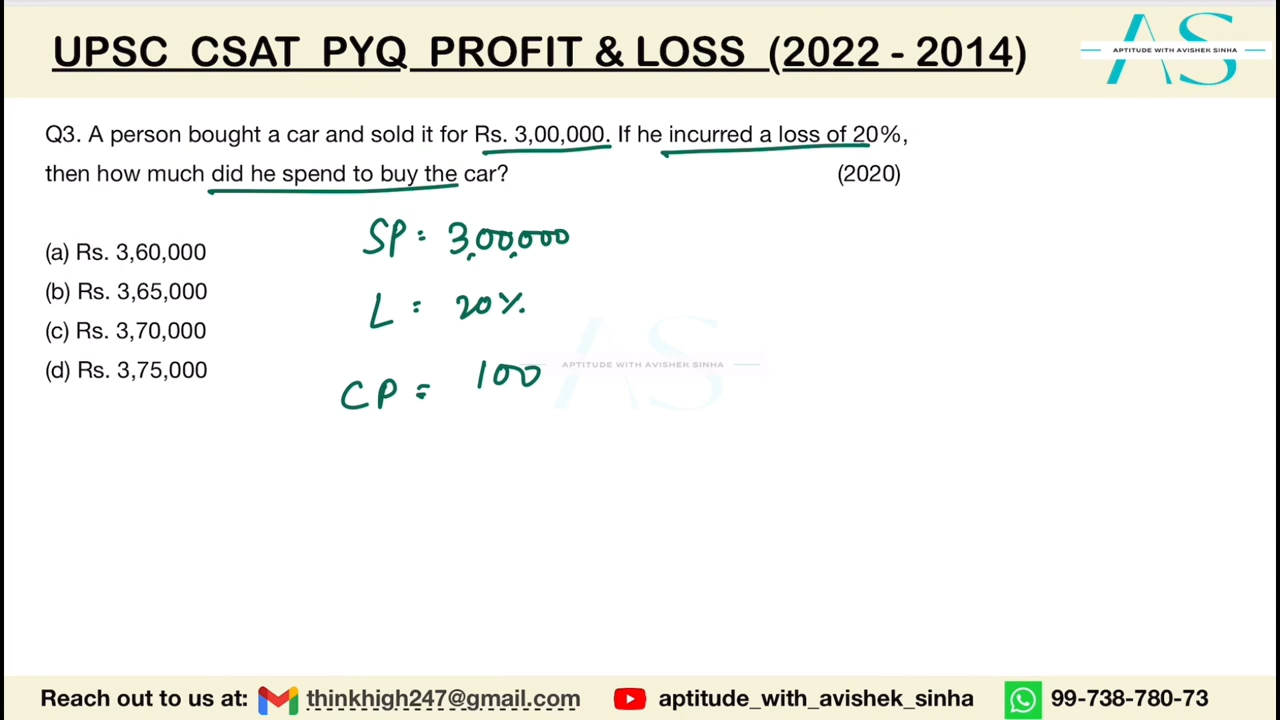 UPSC CSAT PYQ PROFIT & LOSS (2022 - 2014)
AS
APTITUDE WITH AVISHEK SINHA
Q3. A person bought a car and sold it for Rs. 3,00,000. If he incurred a loss of 20%,
then how much did he spend to buy the car? (2020)
(a) Rs. 3,60,000
(b) Rs. 3,65,000
(c) Rs. 3,70,000
(d) Rs. 3,75,000
SP = 3,00,000
L = 20%
CP = 100
APTITUDE WITH AVISHEK SINHA
Reach out to us at: thinkhigh247@gmail.com aptitude_with_avishek_sinha 99-738-780-73